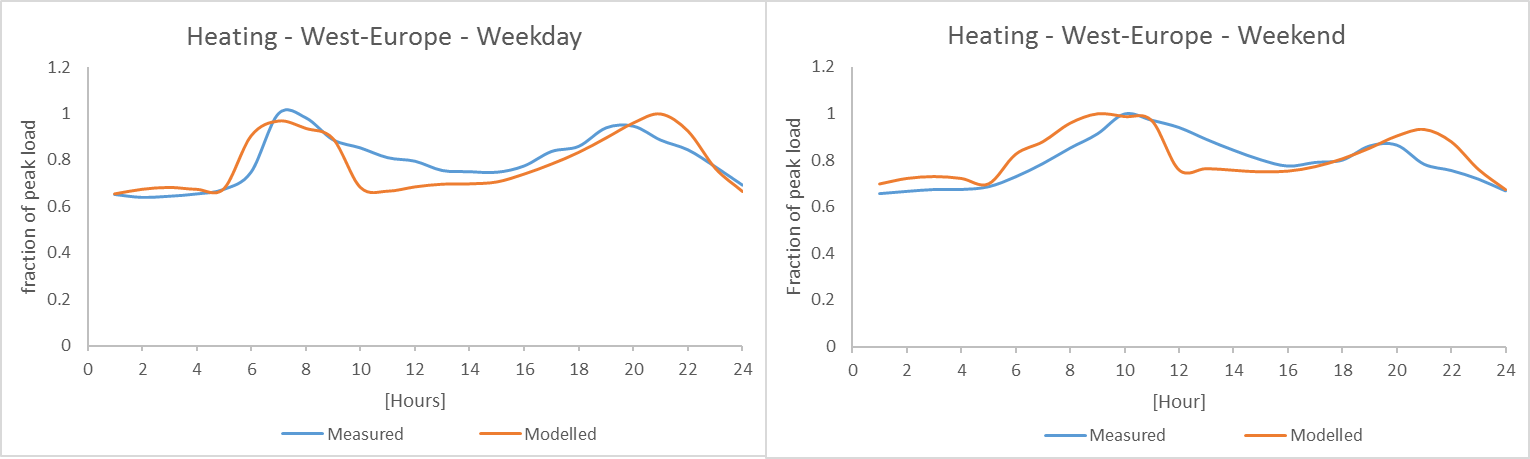 Heating - West-Europe - Weekday
fraction of peak load
1.2
1
0.8
0.6
0.4
0.2
0
0 2 4 6 8 10 12 14 16 18 20 22 24
[Hours]
Measured Modelled
Heating - West-Europe - Weekend
Fraction of peak load
1.2
1
0.8
0.6
0.4
0.2
0
0 2 4 6 8 10 12 14 16 18 20 22 24
[Hour]
Measured Modelled